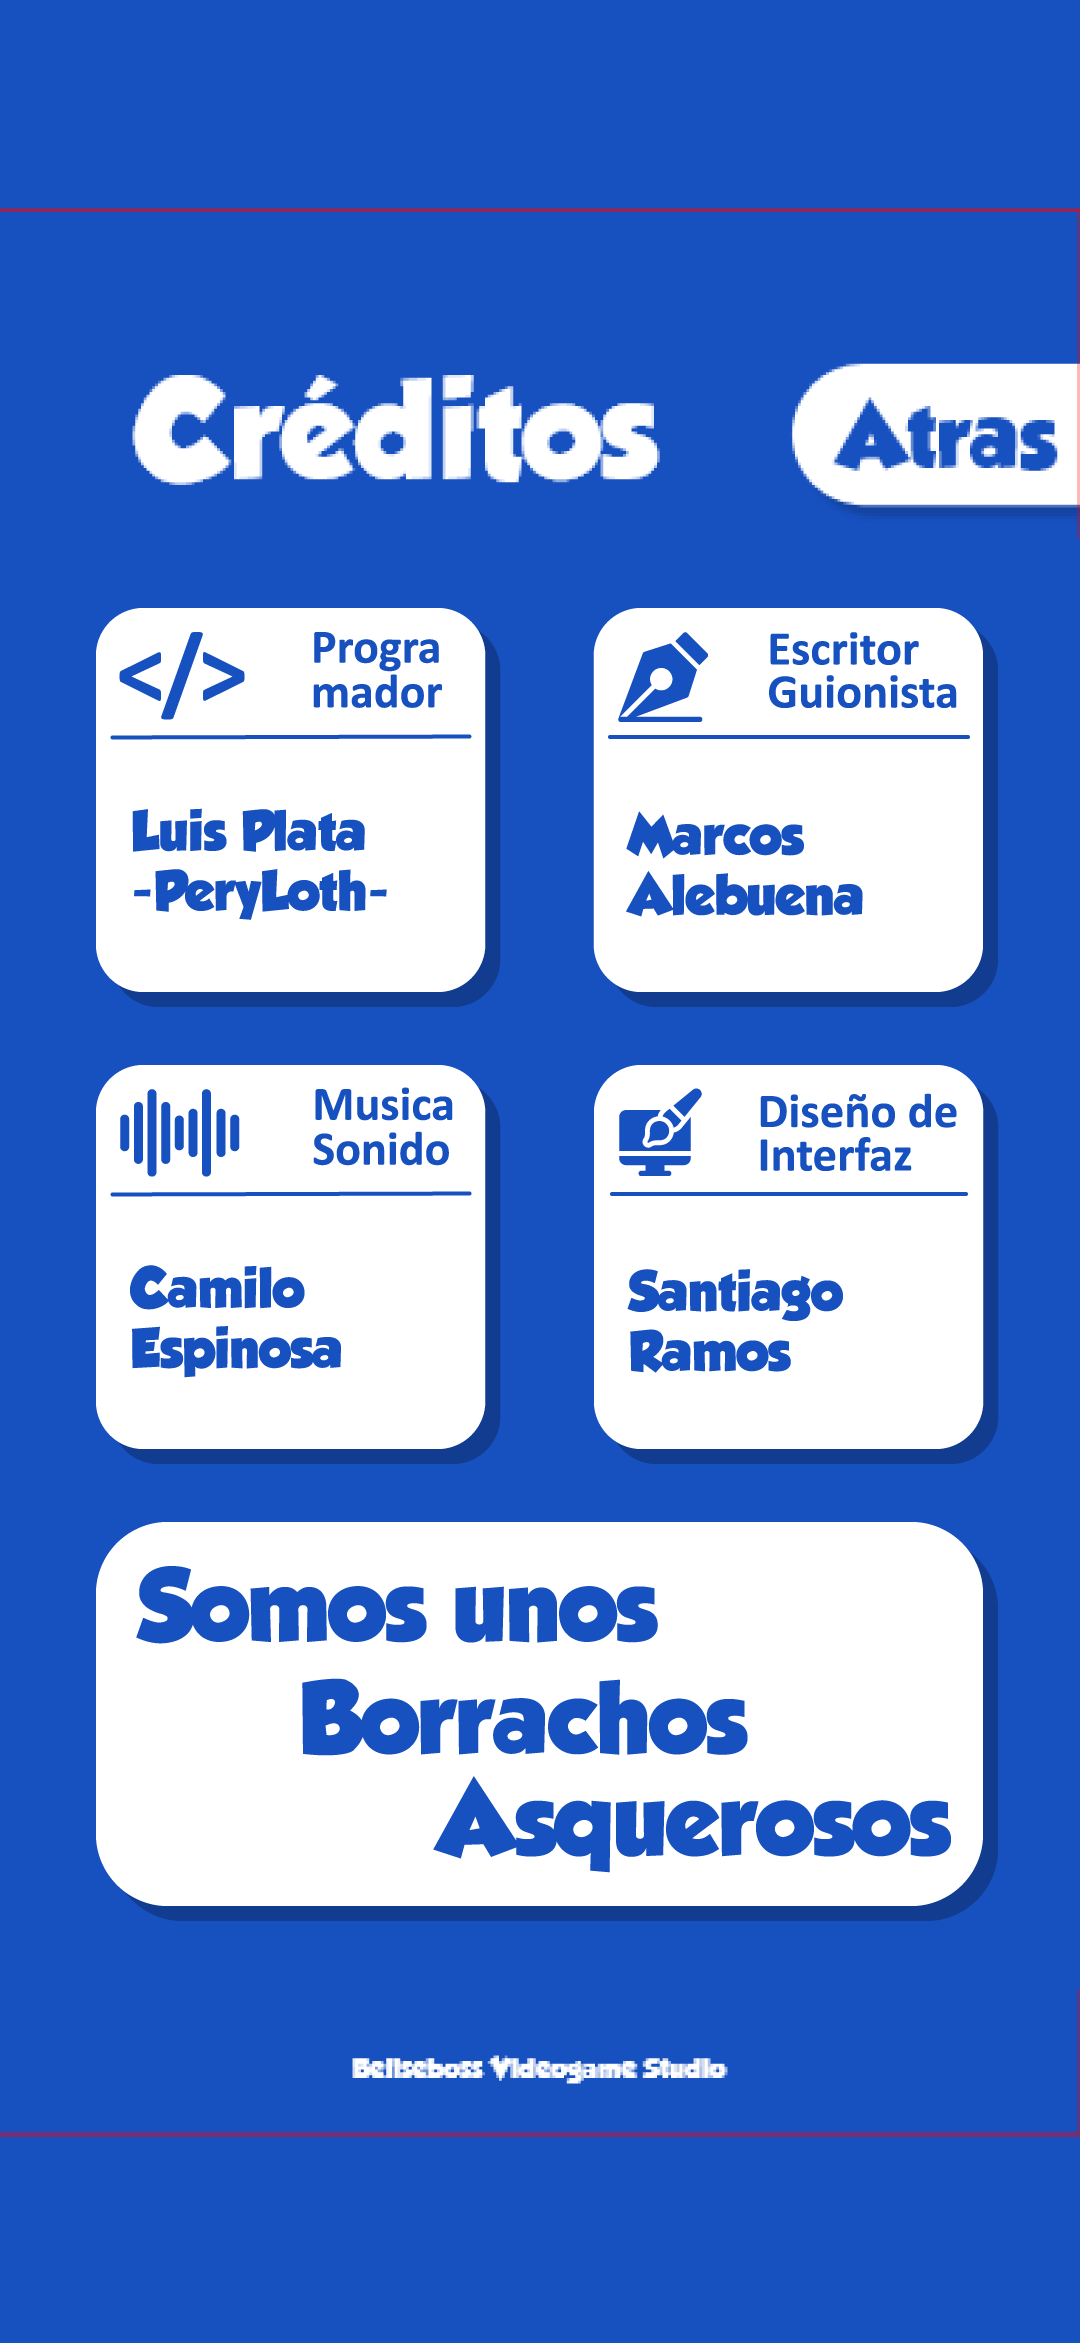 Créditos
Atras
Progra
mador
Luis Plata
-PeryLoth-
Escritor
Guionista
Marcos
Alebuena
Musica
Sonido
Camilo
Espinosa
Diseño de
Interfaz
Santiago
Ramos
Somos unos
Borrachos
Asquerosos
Videogame Studio